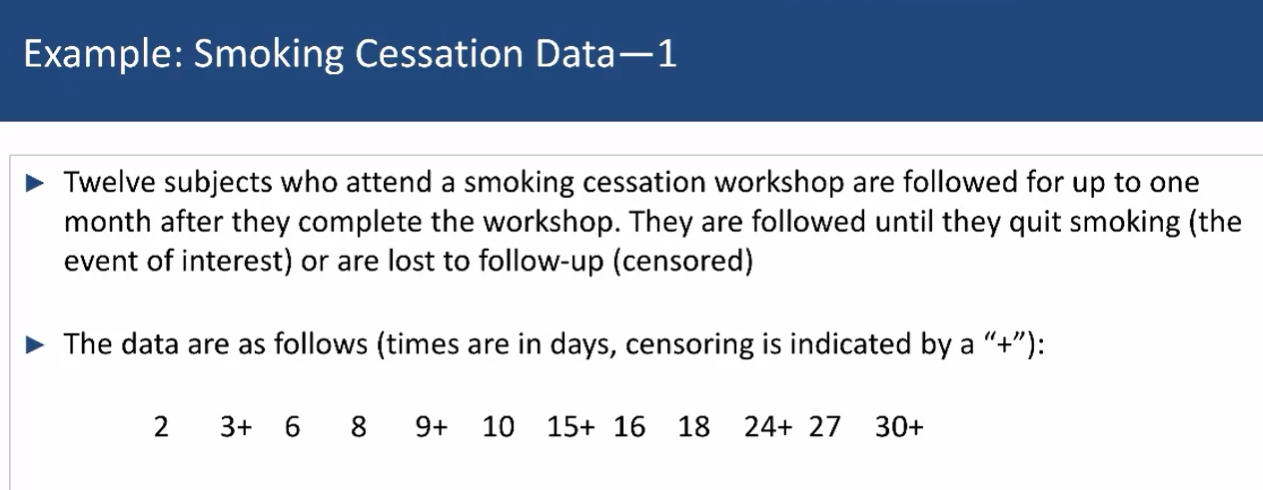 Example: Smoking Cessation Data—1
► Twelve subjects who attend a smoking cessation workshop are followed for up to one
month after they complete the workshop. They are followed until they quit smoking (the
event of interest) or are lost to follow-up (censored)
► The data are as follows (times are in days, censoring is indicated by a “+”):
2 3+ 6 8 9+ 10 15+ 16 18 24+ 27 30+